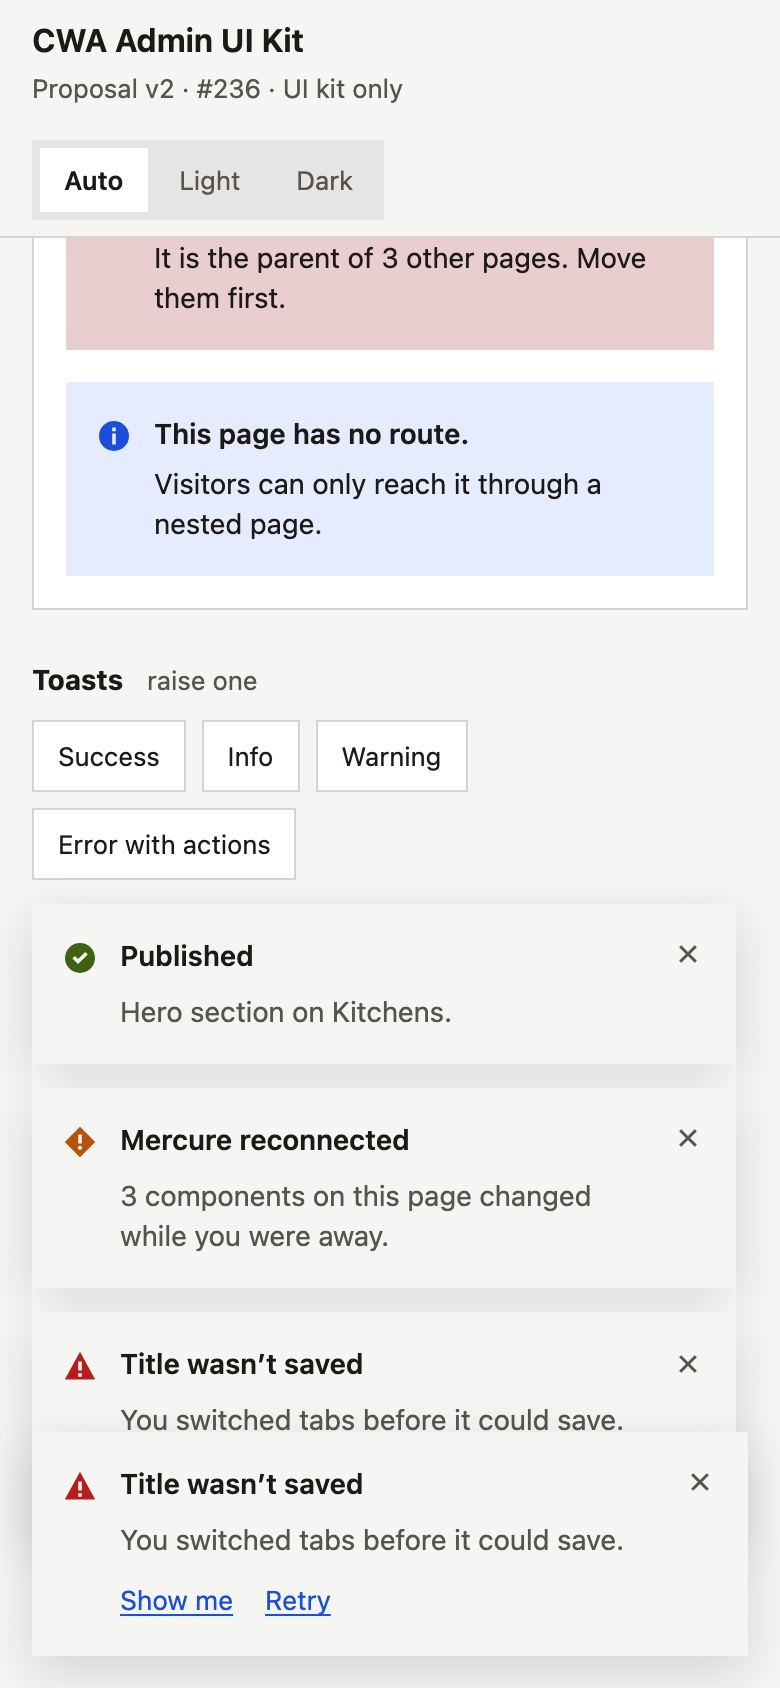 CWA Admin UI Kit
Proposal v2 · #236 · UI kit only
Auto Light Dark
It is the parent of 3 other pages. Move
them first.
This page has no route.
Visitors can only reach it through a
nested page.
Toasts raise one
Success Info Warning
Error with actions
Published
Hero section on Kitchens.
Mercure reconnected
3 components on this page changed
while you were away.
Title wasn’t saved
You switched tabs before it could save.
Title wasn’t saved
You switched tabs before it could save.
Show me Retry